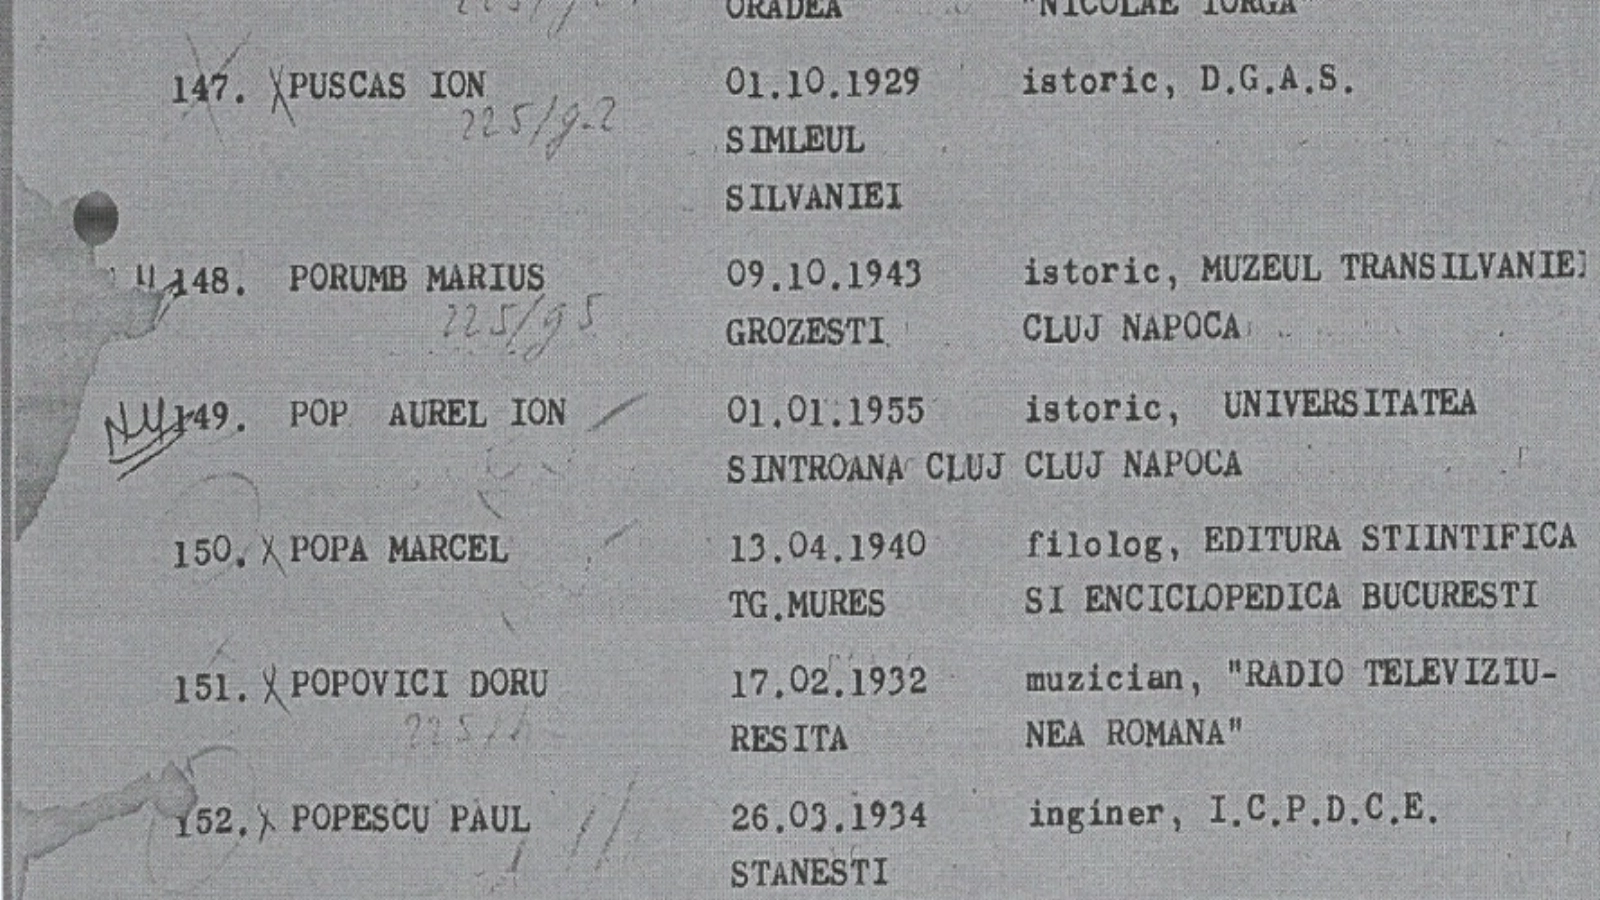 ORADEA "NICOLAE IORGA"
147. X PUSCAS ION 01.10.1929 istoric, D.G.A.S.
225/g.2 SIMLEUL
SILVANIEI
148. PORUMB MARIUS 09.10.1943 istoric, MUZEUL TRANSILVANIEI
225/g5 GROZESTI CLUJ NAPOCA
NU 149. POP AUREL ION 01.01.1955 istoric, UNIVERSITATEA
SINTROANA CLUJ CLUJ NAPOCA
150. X POPA MARCEL 13.04.1940 filolog, EDITURA STIINTIFICA
TG.MURES SI ENCICLOPEDICA BUCURESTI
151. X POPOVICI DORU 17.02.1932 muzician, "RADIO TELEVIZIU-
RESITA NEA ROMANA"
152. X POPESCU PAUL 26.03.1934 inginer, I.C.P.D.C.E.
STANESTI